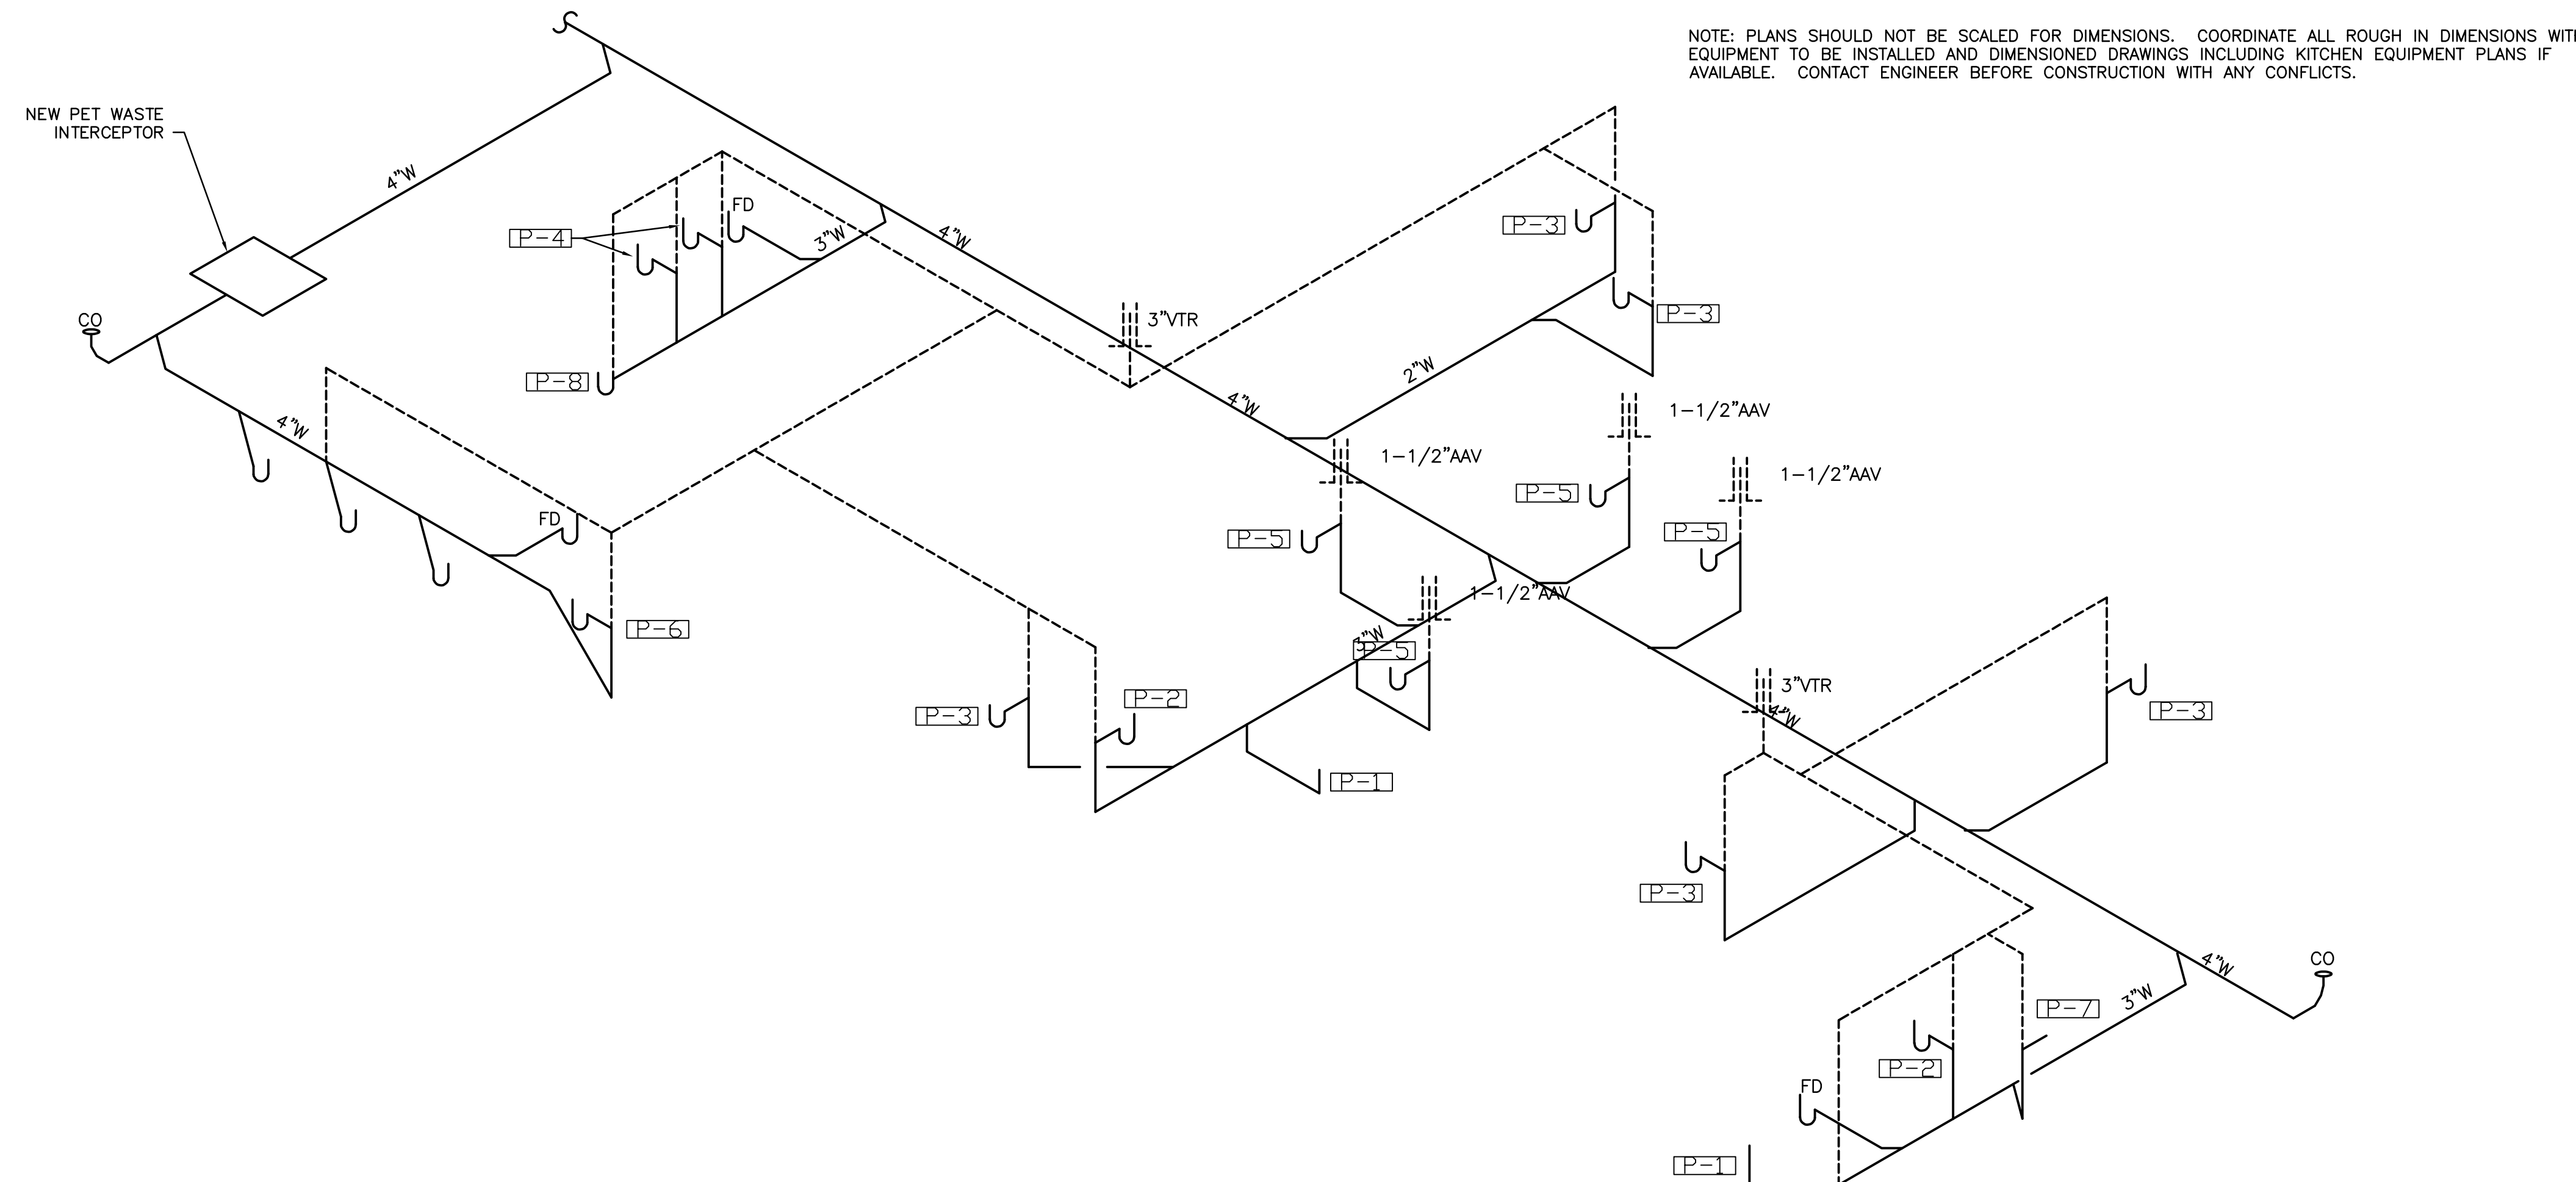 NOTE: PLANS SHOULD NOT BE SCALED FOR DIMENSIONS. COORDINATE ALL ROUGH IN DIMENSIONS WITH
EQUIPMENT TO BE INSTALLED AND DIMENSIONED DRAWINGS INCLUDING KITCHEN EQUIPMENT PLANS IF
AVAILABLE. CONTACT ENGINEER BEFORE CONSTRUCTION WITH ANY CONFLICTS.
NEW PET WASTE
INTERCEPTOR
4"W
FD
P-4
3"W
4"W
P-3
CO
3"VTR
P-3
P-8
2"W
4"W
4"W
1-1/2"AAV
1-1/2"AAV
1-1/2"AAV
P-5
FD
P-5
P-5
1-1/2"AAV
P-6
3"W
P-5
3"VTR
P-2
P-3
4"W
P-3
P-1
P-3
CO
4"W
3"W
P-7
P-2
FD
P-1